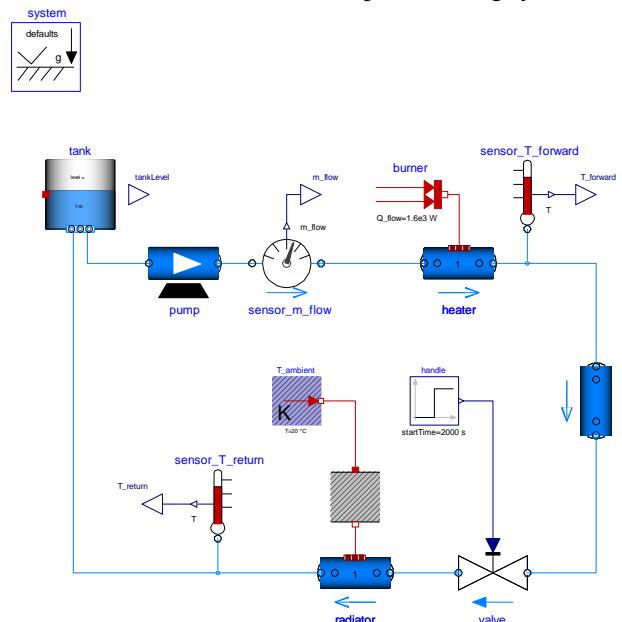 system
defaults
g
tank
level =
1 m
tankLevel
m_flow
m_flow
burner
Q_flow=1.6e3 W
sensor_T_forward
T_forward
T
pump
sensor_m_flow
1
heater
T_ambient
K
T=20 °C
handle
startTime=2000 s
sensor_T_return
T_return
T
1
radiator
valve